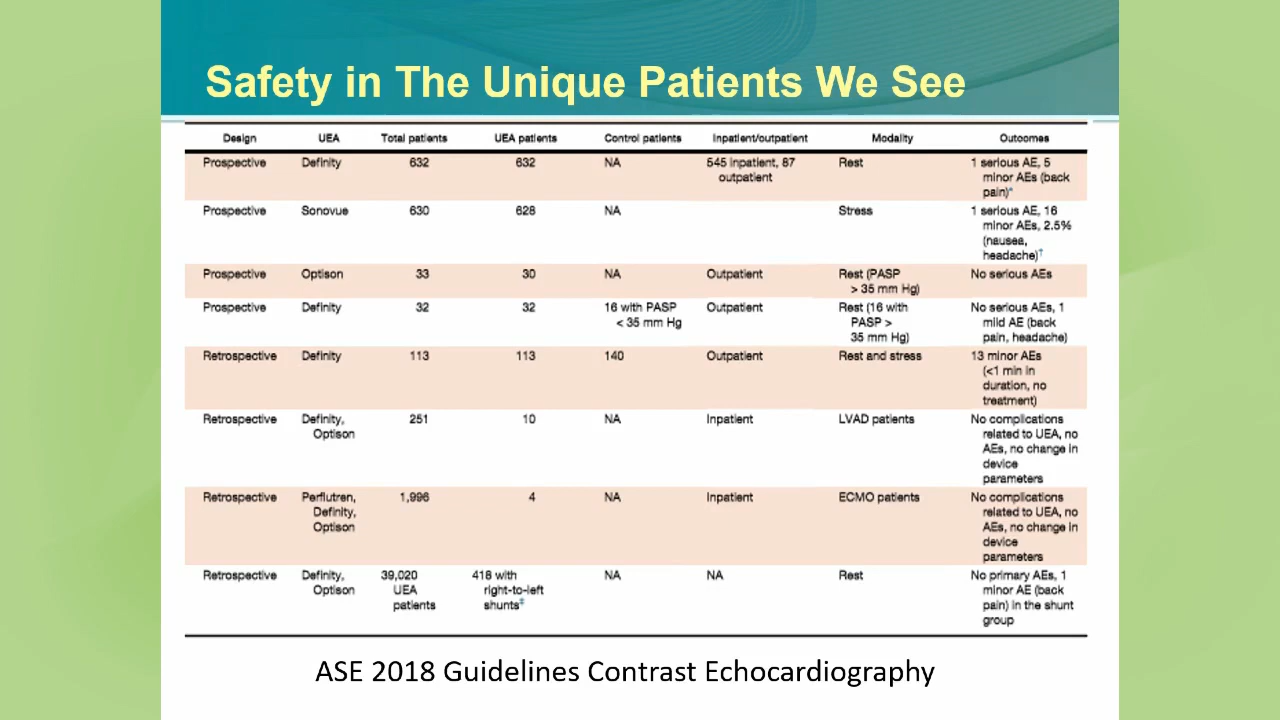 Safety in The Unique Patients We See
Design UEA Total patients UEA patients Control patients Inpatient/outpatient Modality Outcomes
Prospective Definity 632 632 NA 545 inpatient, 87 Rest 1 serious AE, 5
outpatient minor AEs (back
pain)*
Prospective Sonovue 630 628 NA Stress 1 serious AE, 16
minor AEs, 2.5%
(nausea,
headache)†
Prospective Optison 33 30 NA Outpatient Rest (PASP No serious AEs
> 35 mm Hg)
Prospective Definity 32 32 16 with PASP Outpatient Rest (16 with No serious AEs, 1
< 35 mm Hg PASP > mild AE (back
35 mm Hg) pain, headache)
Retrospective Definity 113 113 140 Outpatient Rest and stress 13 minor AEs
(<1 min in
duration, no
treatment)
Retrospective Definity, 251 10 NA Inpatient LVAD patients No complications
Optison related to UEA, no
AEs, no change in
device
parameters
Retrospective Perflutren, 1,996 4 NA Inpatient ECMO patients No complications
Definity, related to UEA, no
Optison AEs, no change in
device
parameters
Retrospective Definity, 39,020 418 with NA NA Rest No primary AEs, 1
Optison UEA right-to-left minor AE (back
patients shunts‡ pain) in the shunt
group
ASE 2018 Guidelines Contrast Echocardiography